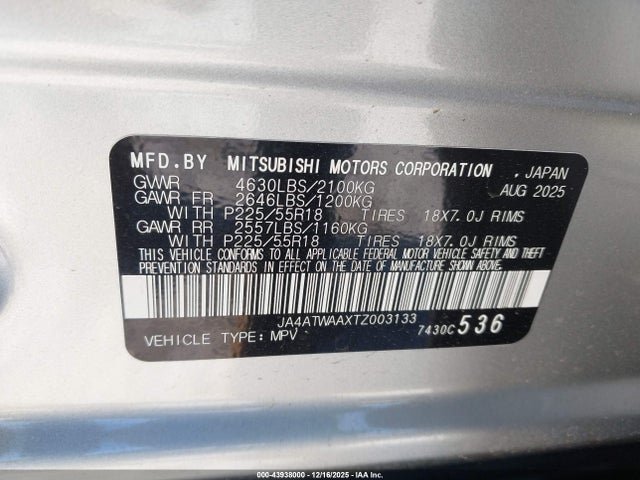 MFD.BY MITSUBISHI MOTORS CORPORATION , JAPAN
GVWR 4630LBS/2100KG AUG 2025
GAWR FR 2646LBS/1200KG
WITH P225/55R18 TIRES 18X7.0J RIMS
GAWR RR 2557LBS/1160KG
WITH P225/55R18 TIRES 18X7.0J RIMS
THIS VEHICLE CONFORMS TO ALL APPLICABLE FEDERAL MOTOR VEHICLE SAFETY AND THEFT
PREVENTION STANDARDS IN EFFECT ON THE DATE OF MANUFACTURE SHOWN ABOVE.
JA4ATWAAXTZ003133
VEHICLE TYPE: MPV 7430C 536
000-43938000 - 12/16/2025 - IAA Inc.